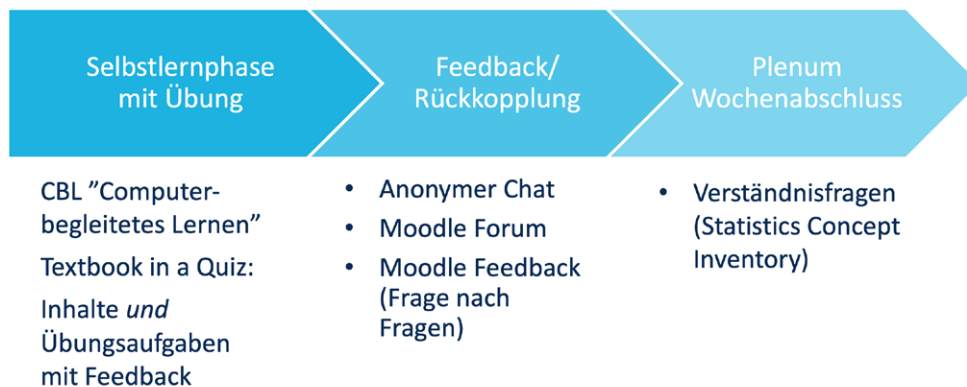 Selbstlernphase
mit Übung
Feedback/
Rückkopplung
Plenum
Wochenabschluss
CBL ”Computer-
begleitetes Lernen”
Textbook in a Quiz:
Inhalte und
Übungsaufgaben
mit Feedback
• Anonymer Chat
• Moodle Forum
• Moodle Feedback
(Frage nach
Fragen)
• Verständnisfragen
(Statistics Concept
Inventory)